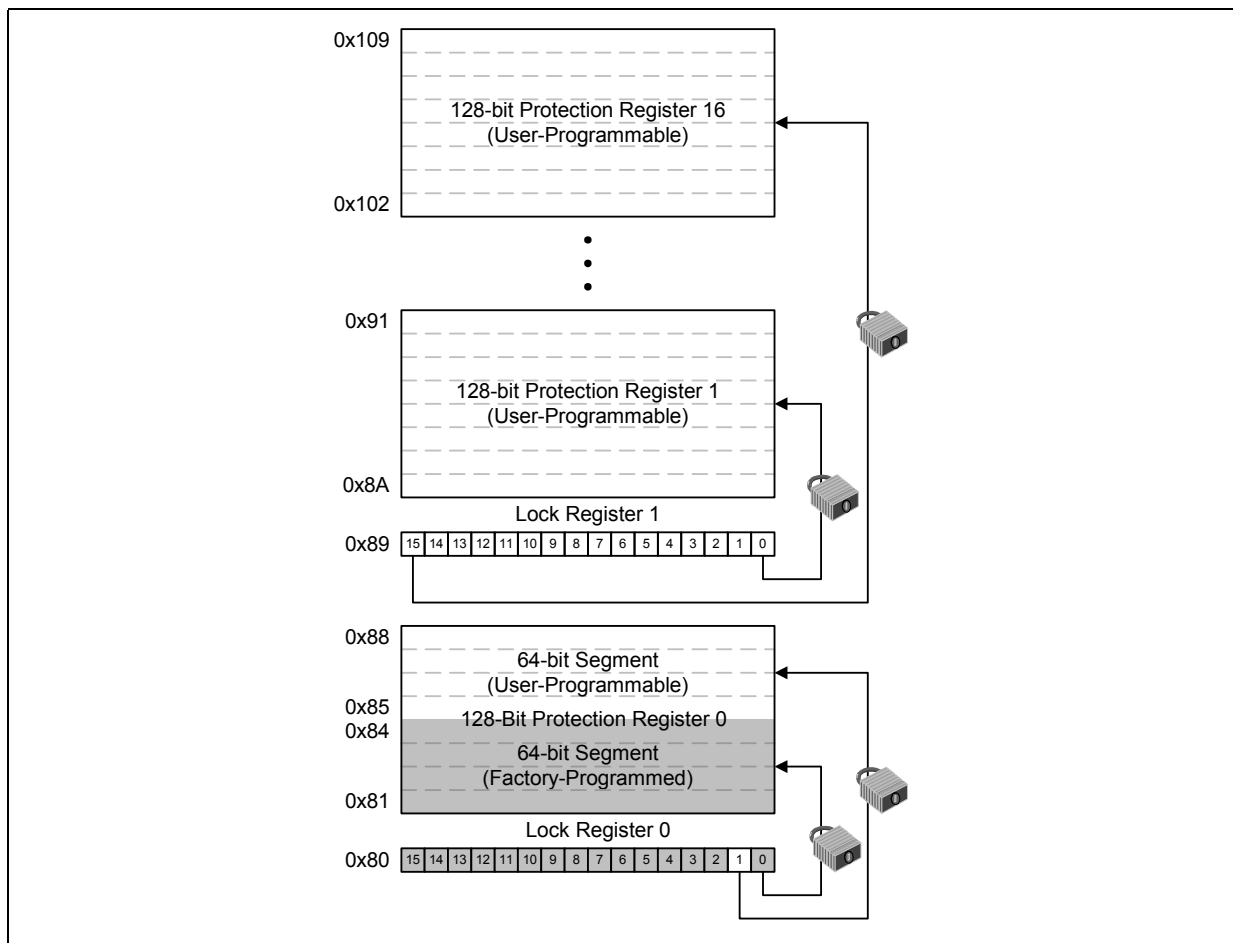 0x109
128-bit Protection Register 16
(User-Programmable)
0x102
0x91
128-bit Protection Register 1
(User-Programmable)
0x8A
Lock Register 1
0x89 15 14 13 12 11 10 9 8 7 6 5 4 3 2 1 0
0x88
64-bit Segment
(User-Programmable)
0x85
128-Bit Protection Register 0
0x84
64-bit Segment
(Factory-Programmed)
0x81
Lock Register 0
0x80 15 14 13 12 11 10 9 8 7 6 5 4 3 2 1 0